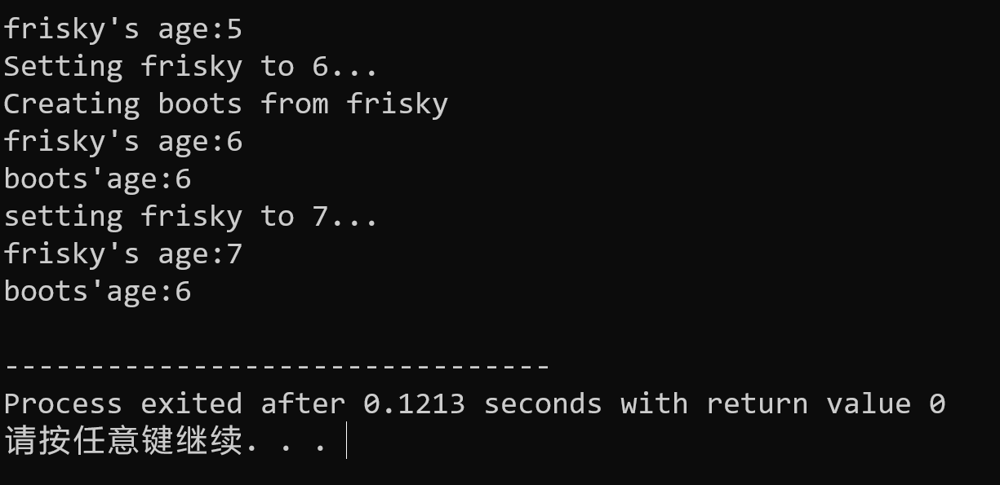 frisky's age:5
Setting frisky to 6...
Creating boots from frisky
frisky's age:6
boots'age:6
setting frisky to 7...
frisky's age:7
boots'age:6
--------------------------------
Process exited after 0.1213 seconds with return value 0
请按任意键继续. . .